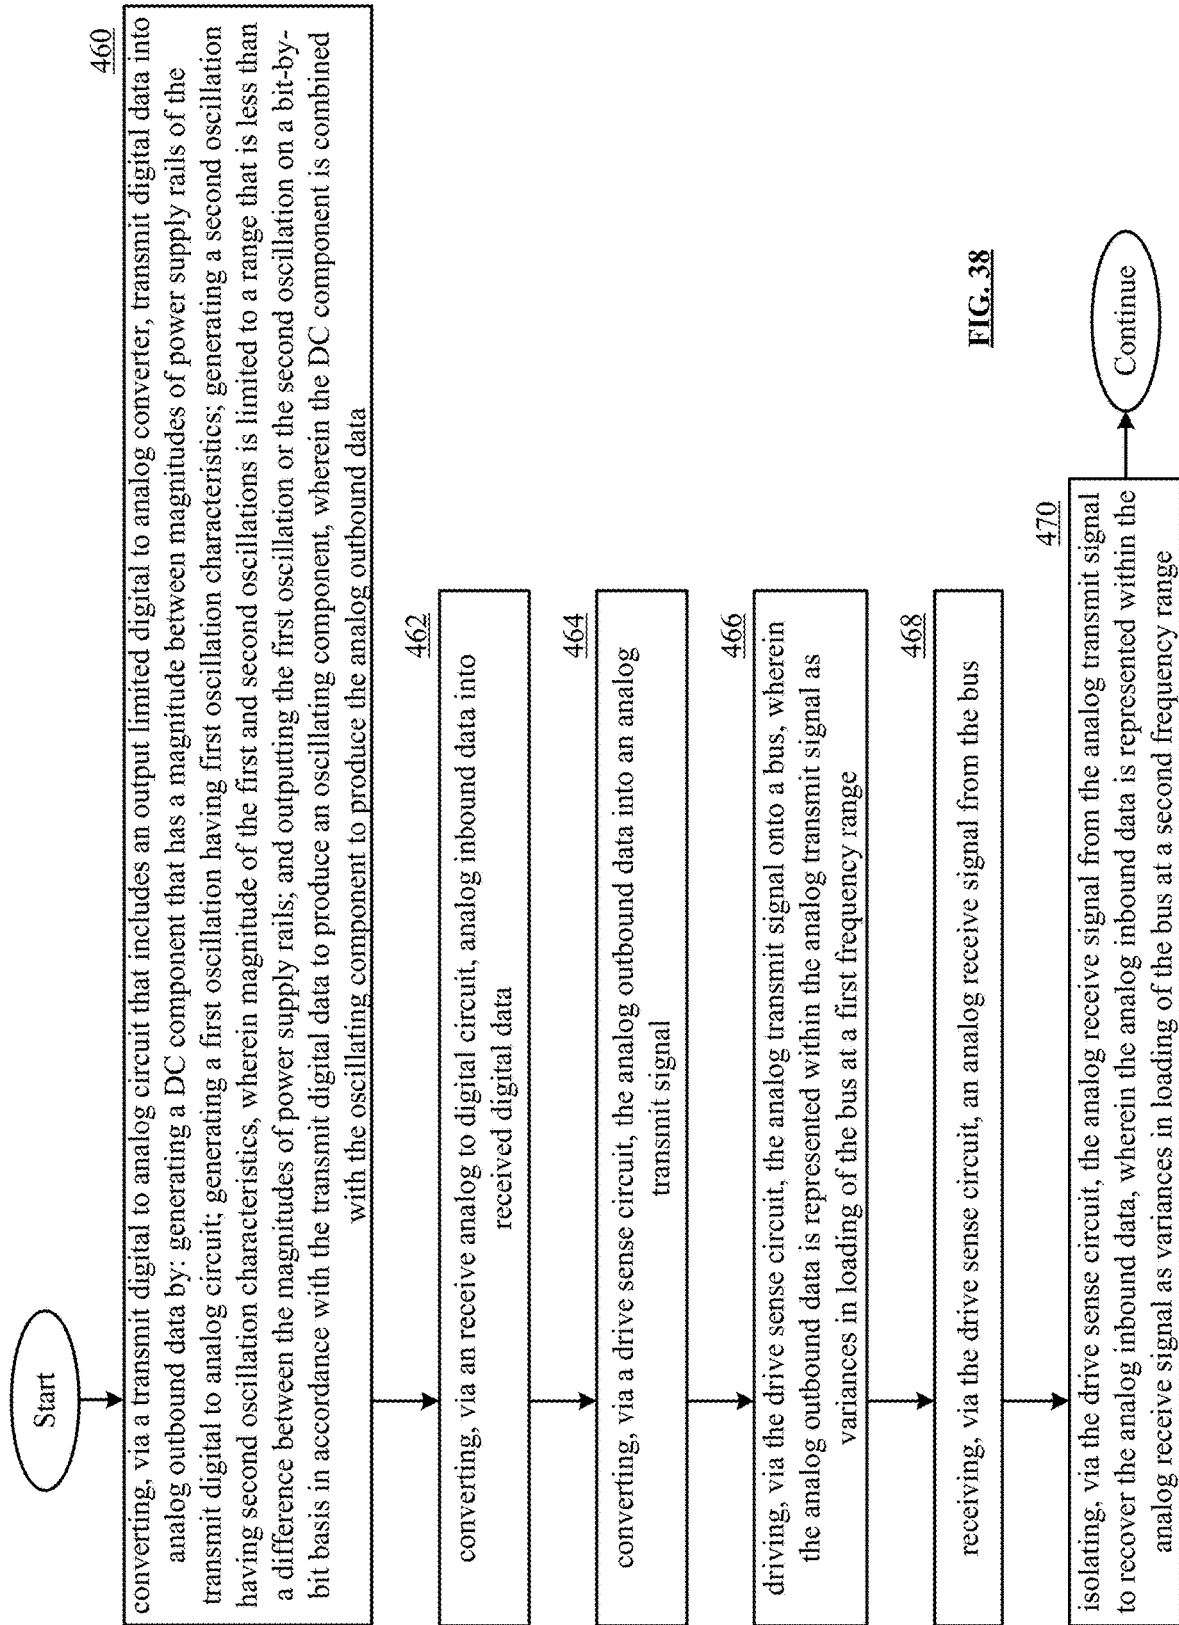 Start
460
converting, via a transmit digital to analog circuit that includes an output limited digital to analog converter, transmit digital data into
analog outbound data by: generating a DC component that has a magnitude between magnitudes of power supply rails of the
transmit digital to analog circuit; generating a first oscillation having first oscillation characteristics; generating a second oscillation
having second oscillation characteristics, wherein magnitude of the first and second oscillations is limited to a range that is less than
a difference between the magnitudes of power supply rails; and outputting the first oscillation or the second oscillation on a bit-by-
bit basis in accordance with the transmit digital data to produce an oscillating component, wherein the DC component is combined
with the oscillating component to produce the analog outbound data
462
converting, via an receive analog to digital circuit, analog inbound data into
received digital data
464
converting, via a drive sense circuit, the analog outbound data into an analog
transmit signal
466
driving, via the drive sense circuit, the analog transmit signal onto a bus, wherein
the analog outbound data is represented within the analog transmit signal as
variances in loading of the bus at a first frequency range
468
receiving, via the drive sense circuit, an analog receive signal from the bus
470
isolating, via the drive sense circuit, the analog receive signal from the analog transmit signal
to recover the analog inbound data, wherein the analog inbound data is represented within the
analog receive signal as variances in loading of the bus at a second frequency range
Continue
FIG. 38